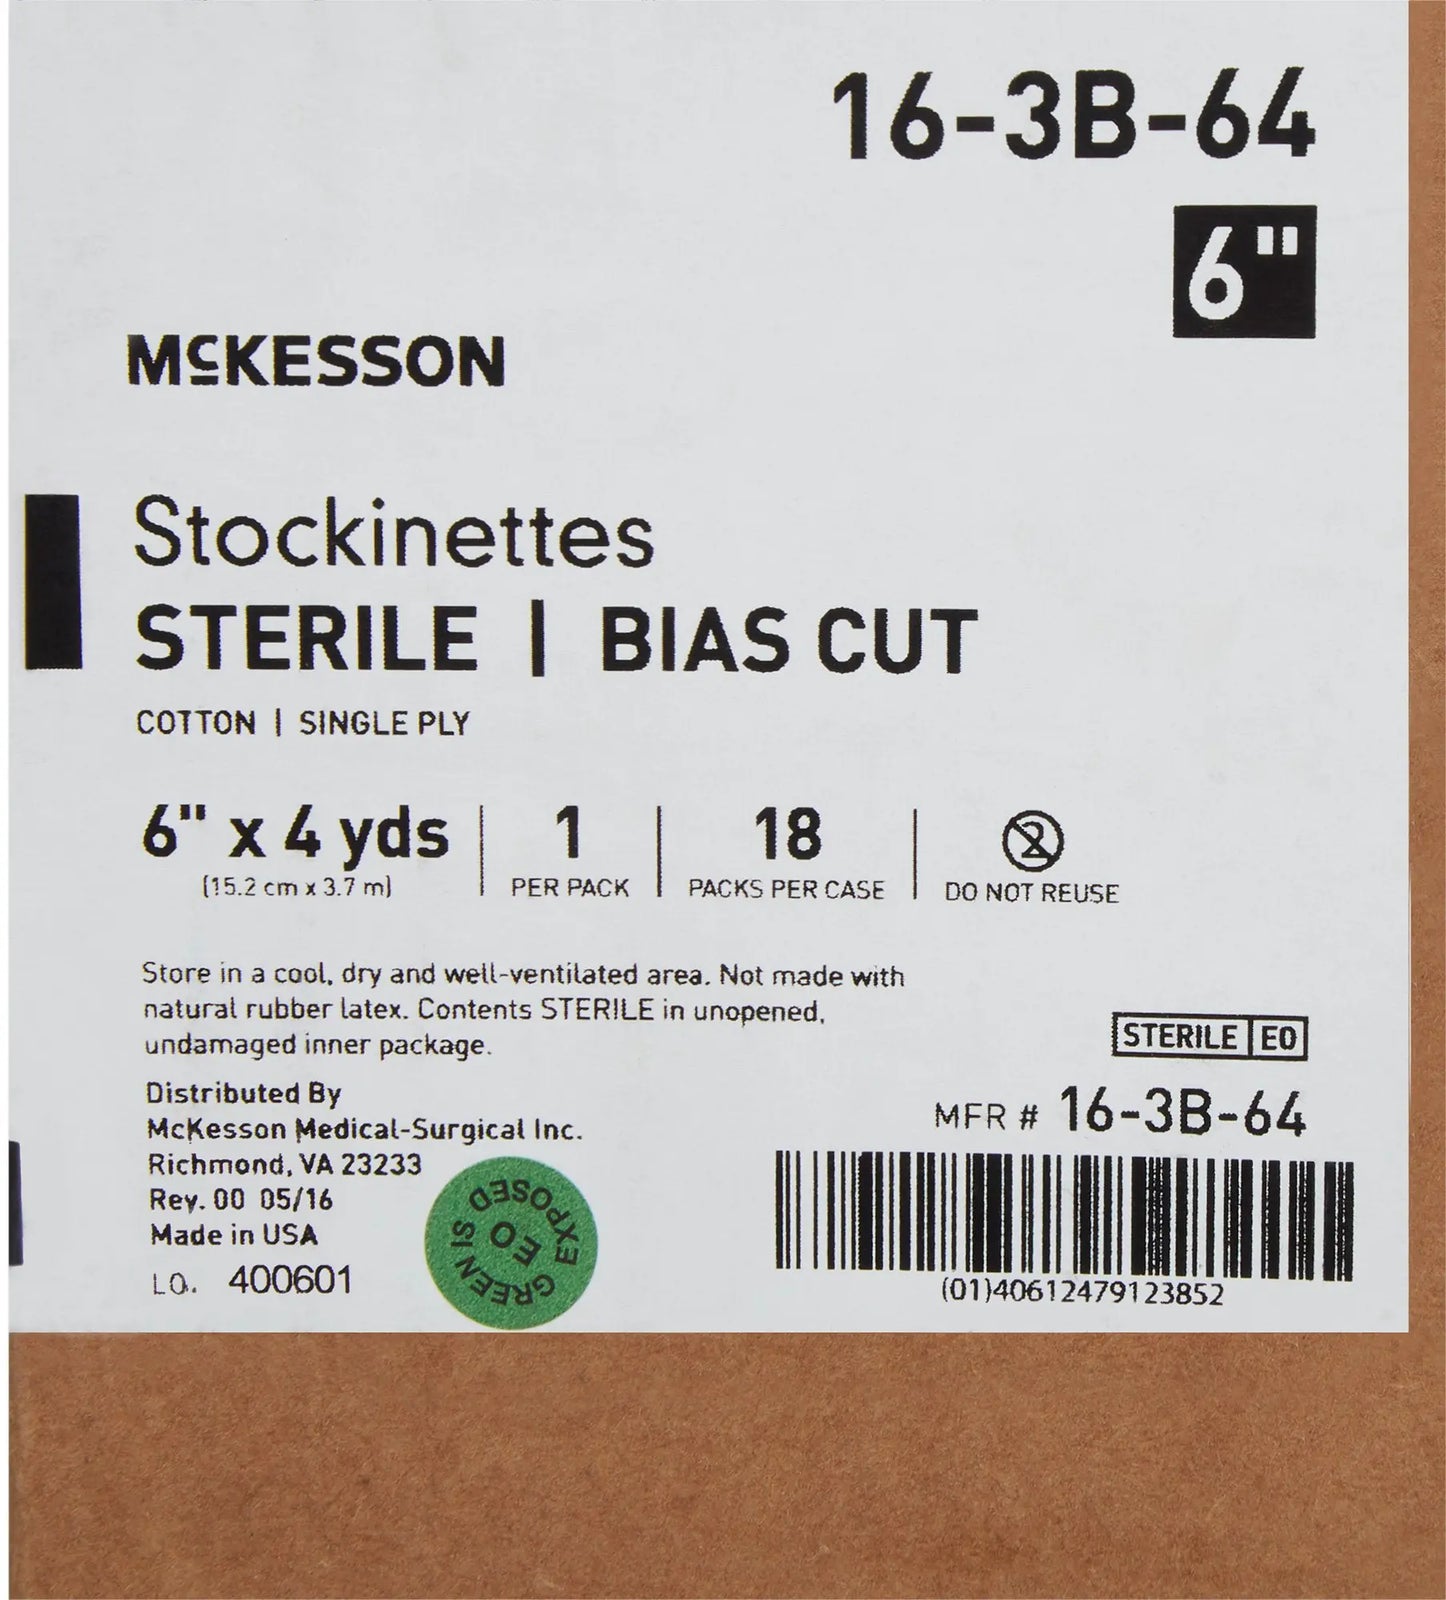 16-3B-64
6"
McKESSON
Stockinettes
STERILE | BIAS CUT
COTTON | SINGLE PLY
6" x 4 yds
(15.2 cm x 3.7 m)
1
PER PACK
18
PACKS PER CASE
2
DO NOT REUSE
Store in a cool, dry and well-ventilated area. Not made with
natural rubber latex. Contents STERILE in unopened,
undamaged inner package.
Distributed By
McKesson Medical-Surgical Inc.
Richmond, VA 23233
Rev. 00 05/16
Made in USA
LO. 400601
GREEN IS EXPOSED
EO
STERILE EO
MFR # 16-3B-64
(01)40612479123852